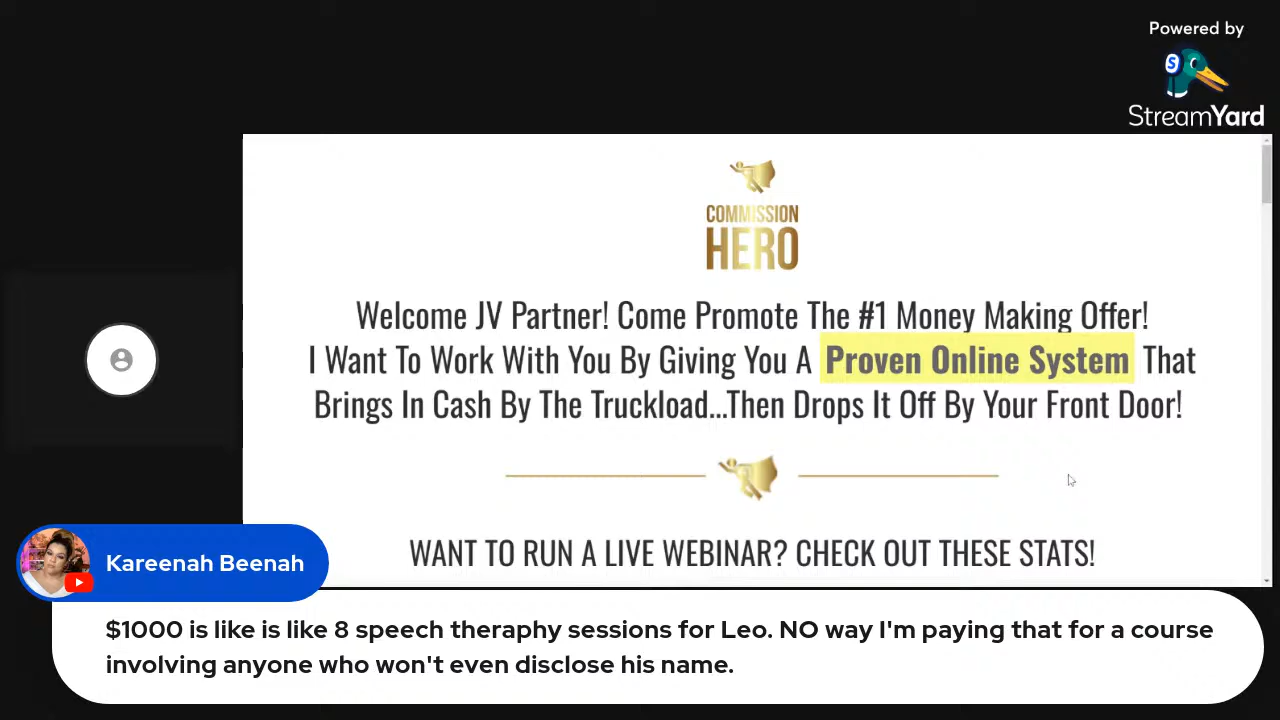 Powered by
StreamYard
COMMISSION
HERO
Welcome JV Partner! Come Promote The #1 Money Making Offer!
I Want To Work With You By Giving You A Proven Online System That
Brings In Cash By The Truckload...Then Drops It Off By Your Front Door!
WANT TO RUN A LIVE WEBINAR? CHECK OUT THESE STATS!
Kareenah Beenah
$1000 is like is like 8 speech theraphy sessions for Leo. NO way I'm paying that for a course
involving anyone who won't even disclose his name.